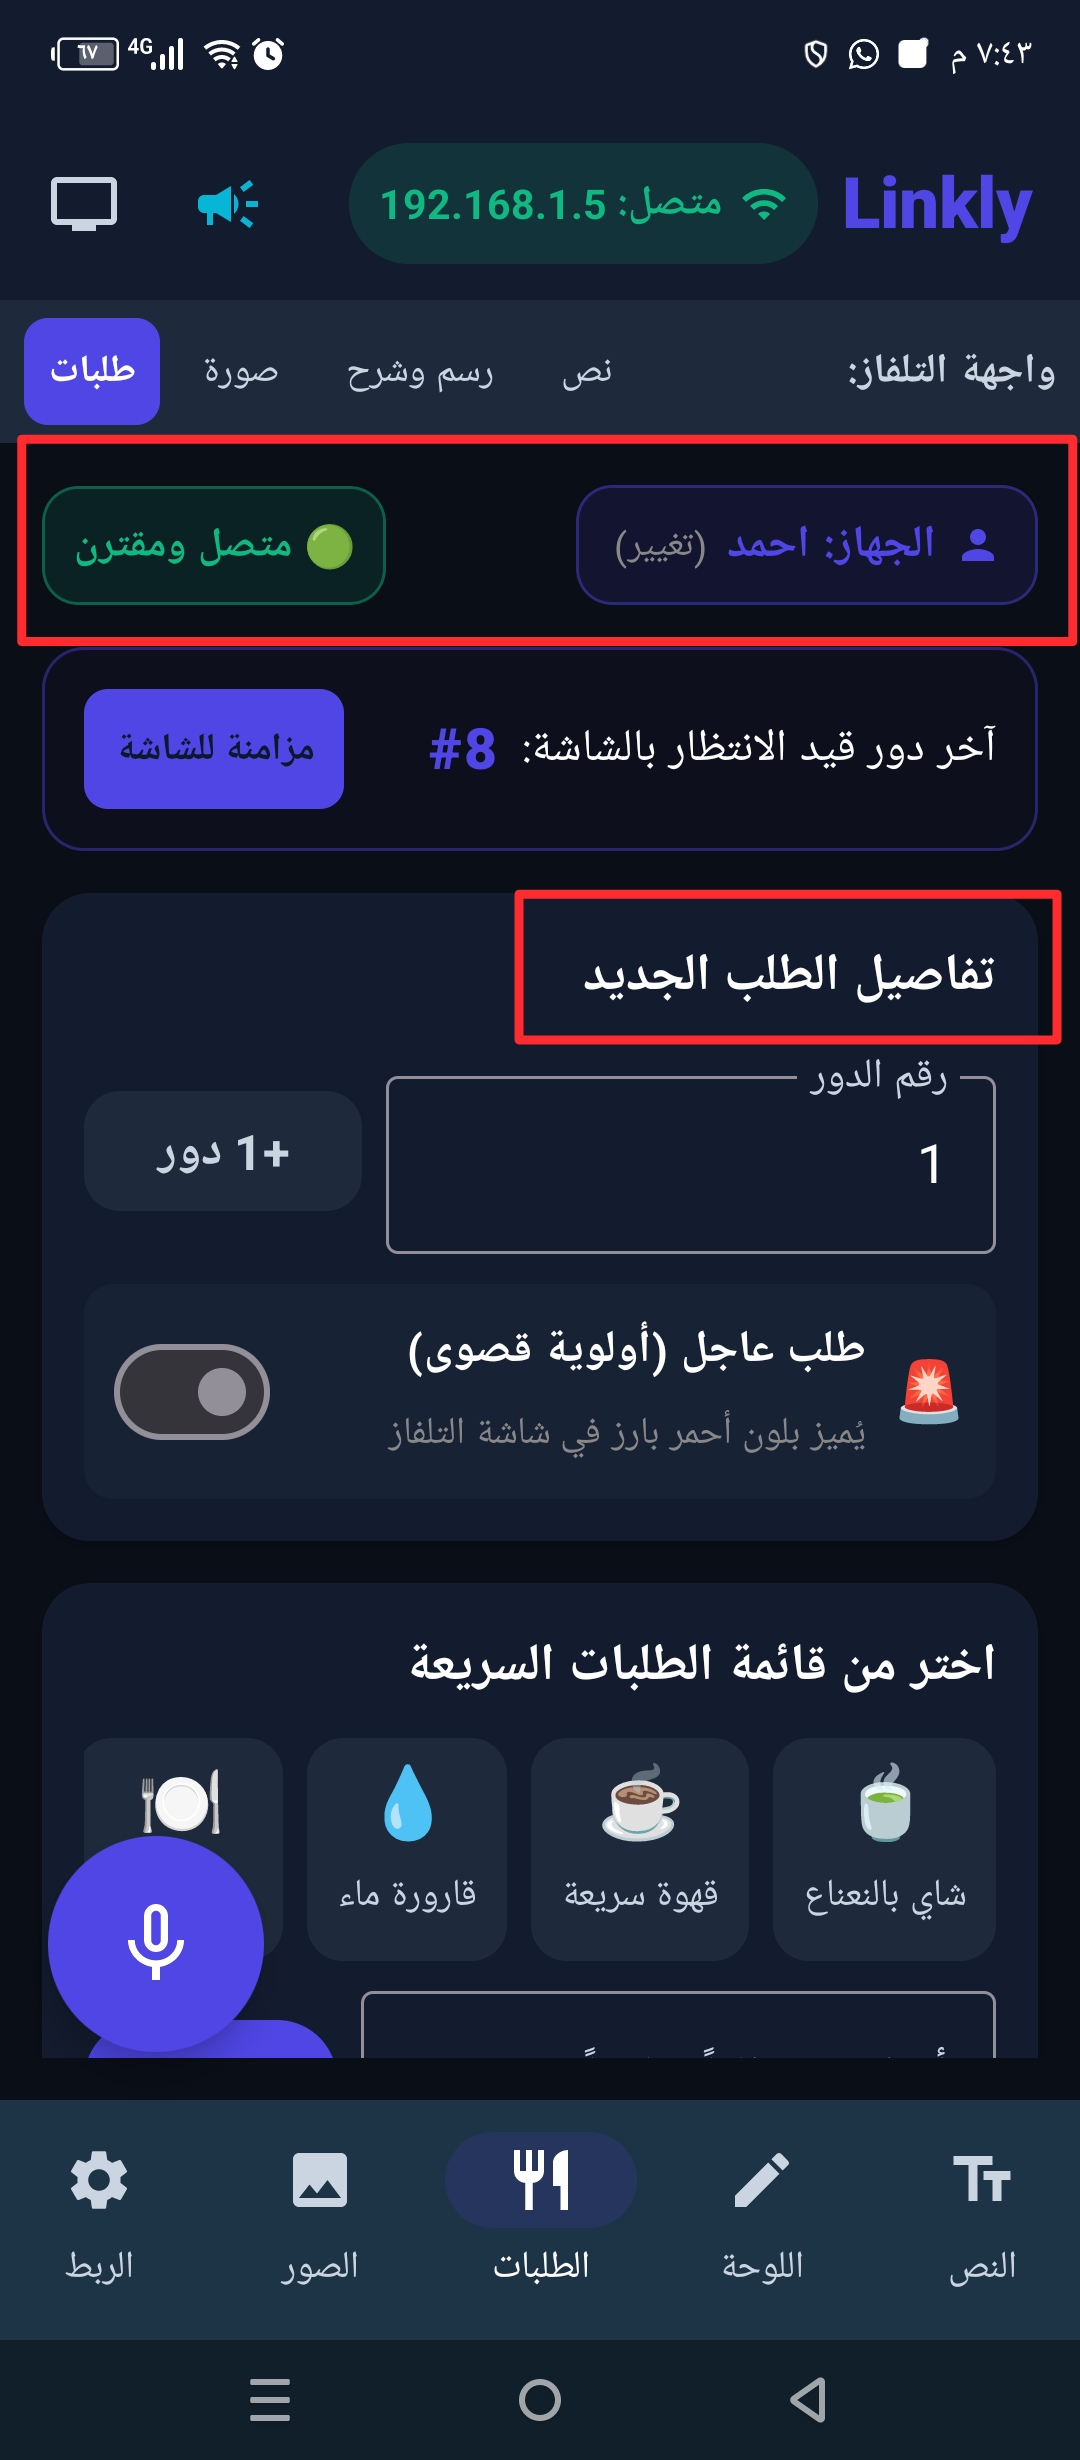 ٧:٤٣ م
4G
٦٧
Linkly
متصل: 192.168.1.5
واجهة التلفاز:
نص
رسم وشرح
صورة
طلبات
الجهاز: احمد (تغيير)
متصل ومقترن
آخر دور قيد الانتظار بالشاشة: #8
مزامنة للشاشة
تفاصيل الطلب الجديد
رقم الدور
1
+1 دور
طلب عاجل (أولوية قصوى)
يُميز بلون أحمر بارز في شاشة التلفاز
اختر من قائمة الطلبات السريعة
شاي بالنعناع
قهوة سريعة
قارورة ماء
النص
اللوحة
الطلبات
الصور
الربط